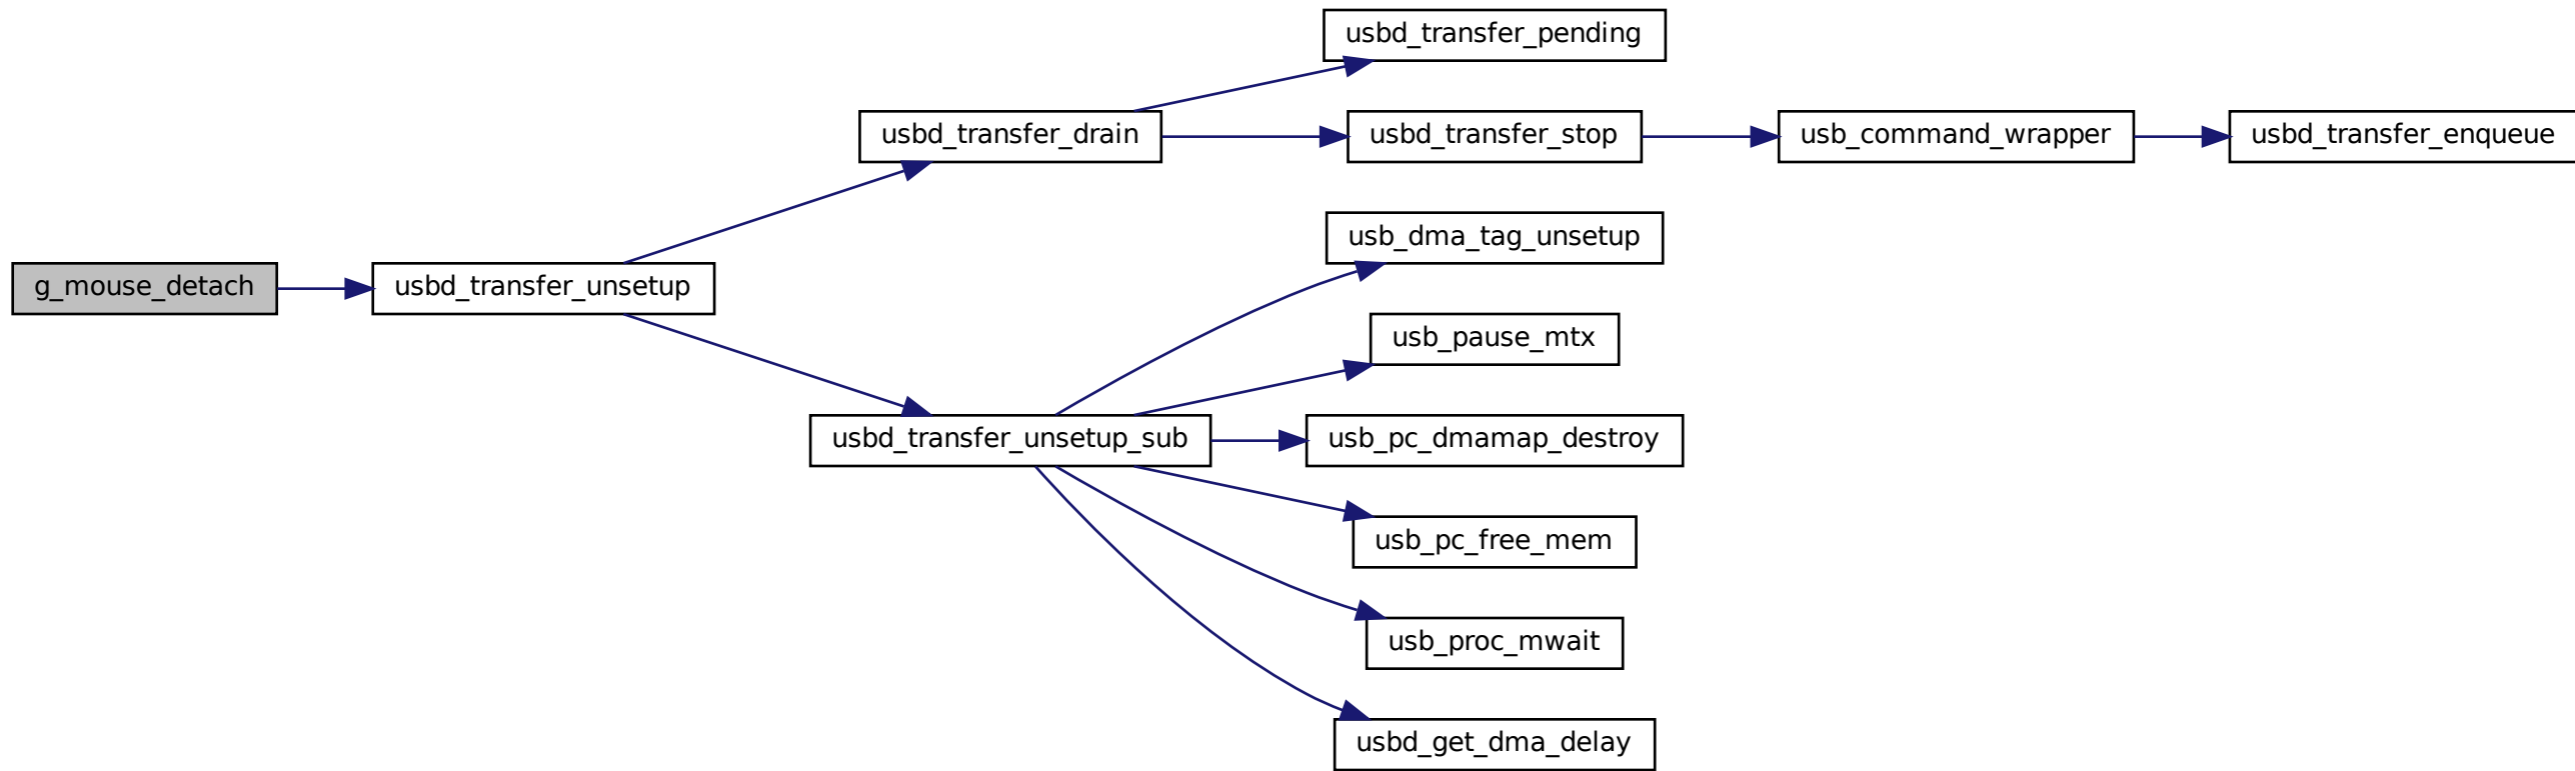 g_mouse_detach
usbd_transfer_unsetup
usbd_transfer_drain
usbd_transfer_pending
usbd_transfer_stop
usb_command_wrapper
usbd_transfer_enqueue
usbd_transfer_unsetup_sub
usb_dma_tag_unsetup
usb_pause_mtx
usb_pc_dmamap_destroy
usb_pc_free_mem
usb_proc_mwait
usbd_get_dma_delay